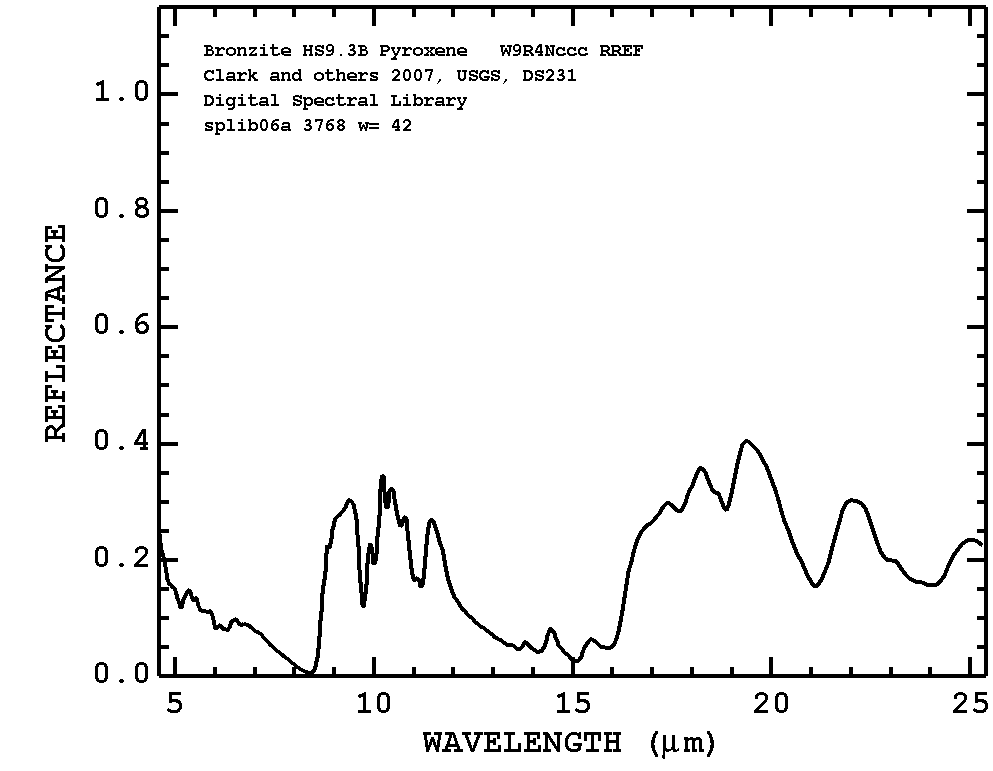 Bronzite HS9.3B Pyroxene W9R4Nccc RREF
Clark and others 2007, USGS, DS231
Digital Spectral Library
splib06a 3768 w= 42
REFLECTANCE
1.0
0.8
0.6
0.4
0.2
0.0
5 10 15 20 25
WAVELENGTH (μm)